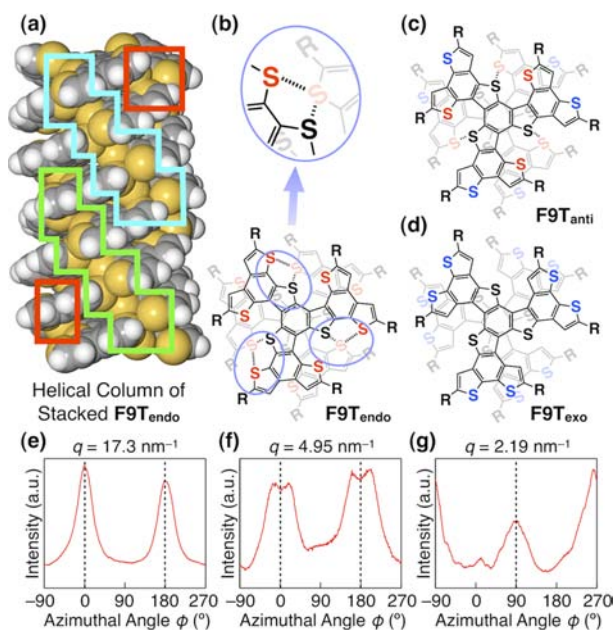 (a)
Helical Column of
Stacked F9Tendo
(b)
R
S
S
S
S
R
R
S
S
S
S
R
R
S
S
S
S
R
R
F9Tendo
(c)
R
R
S
S
S
R
S
R
S
S
S
S
R
R
F9Tanti
(d)
R
R
S
S
S
R
S
R
S
S
S
S
R
R
F9Texo
(e)
q = 17.3 nm⁻¹
Intensity (a.u.)
–90 0 90 180 270
Azimuthal Angle ϕ (º)
(f)
q = 4.95 nm⁻¹
Intensity (a.u.)
–90 0 90 180 270
Azimuthal Angle ϕ (º)
(g)
q = 2.19 nm⁻¹
Intensity (a.u.)
–90 0 90 180 270
Azimuthal Angle ϕ (º)